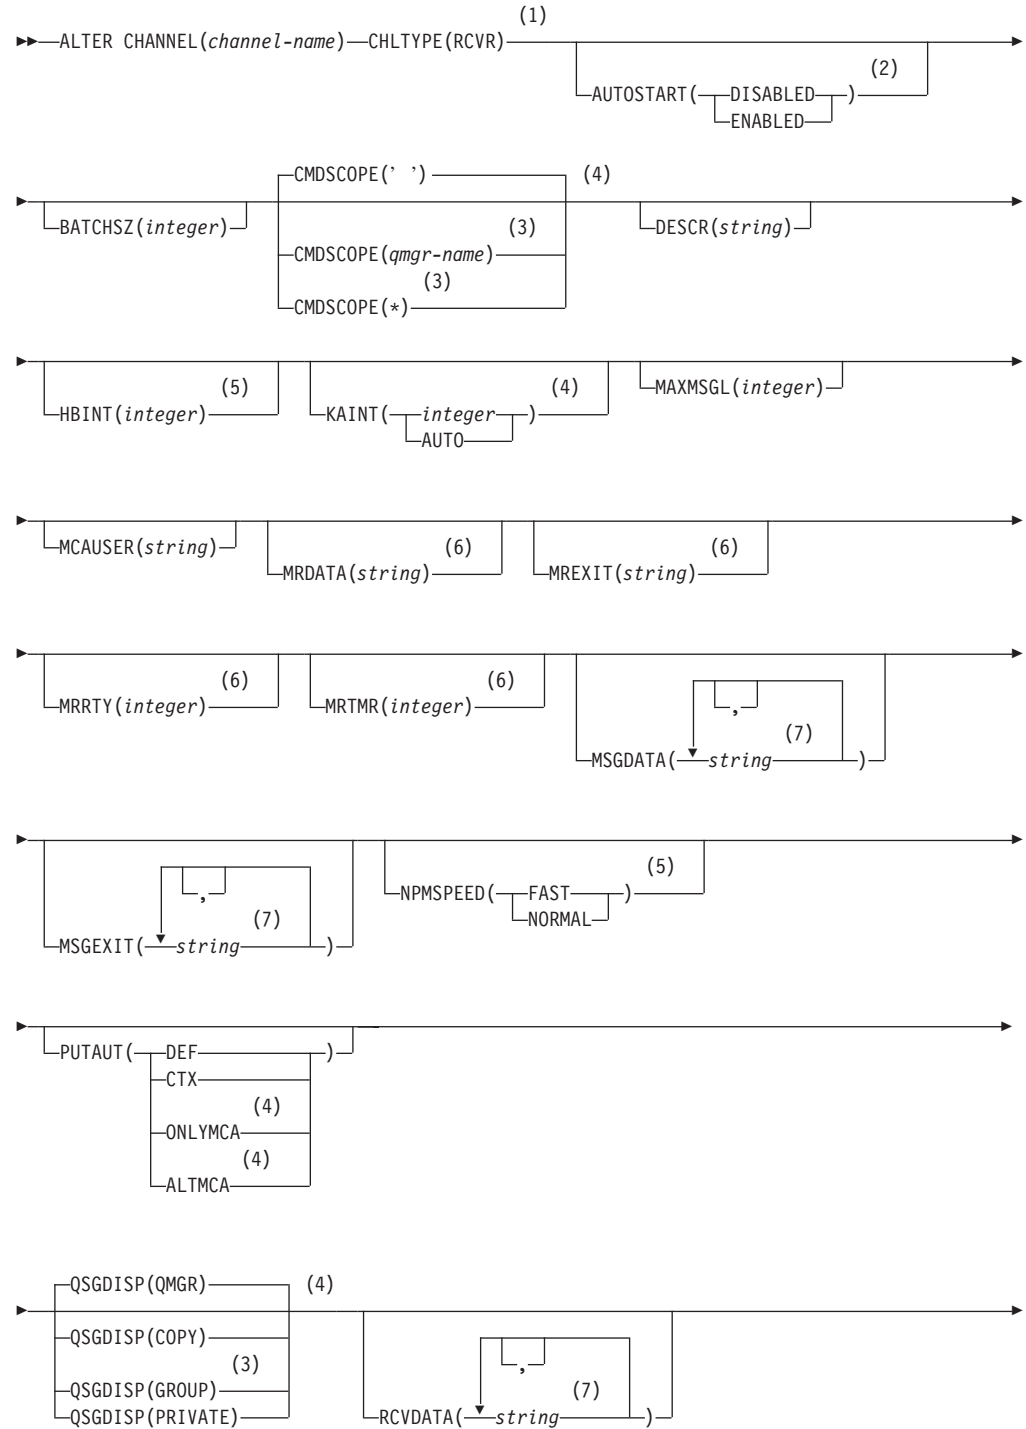 (1)
ALTER CHANNEL(channel-name) CHLTYPE(RCVR)
(2)
AUTOSTART( DISABLED )
ENABLED
CMDSCOPE(' ') (4)
BATCHSZ(integer) (3) DESCR(string)
CMDSCOPE(qmgr-name)
(3)
CMDSCOPE(*)
(5) (4) MAXMSGL(integer)
HBINT(integer) KAINT( integer )
AUTO
MCAUSER(string) (6) (6)
MRDATA(string) MREXIT(string)
(6) (6) ,
MRRTY(integer) MRTMR(integer) (7)
MSGDATA( string )
, (5)
NPMSPEED( FAST )
(7) NORMAL
MSGEXIT( string )
PUTAUT( DEF )
CTX
(4)
ONLYMCA
(4)
ALTMCA
QSGDISP(QMGR) (4)
QSGDISP(COPY) ,
(3) (7)
QSGDISP(GROUP) RCVDATA( string )
QSGDISP(PRIVATE)